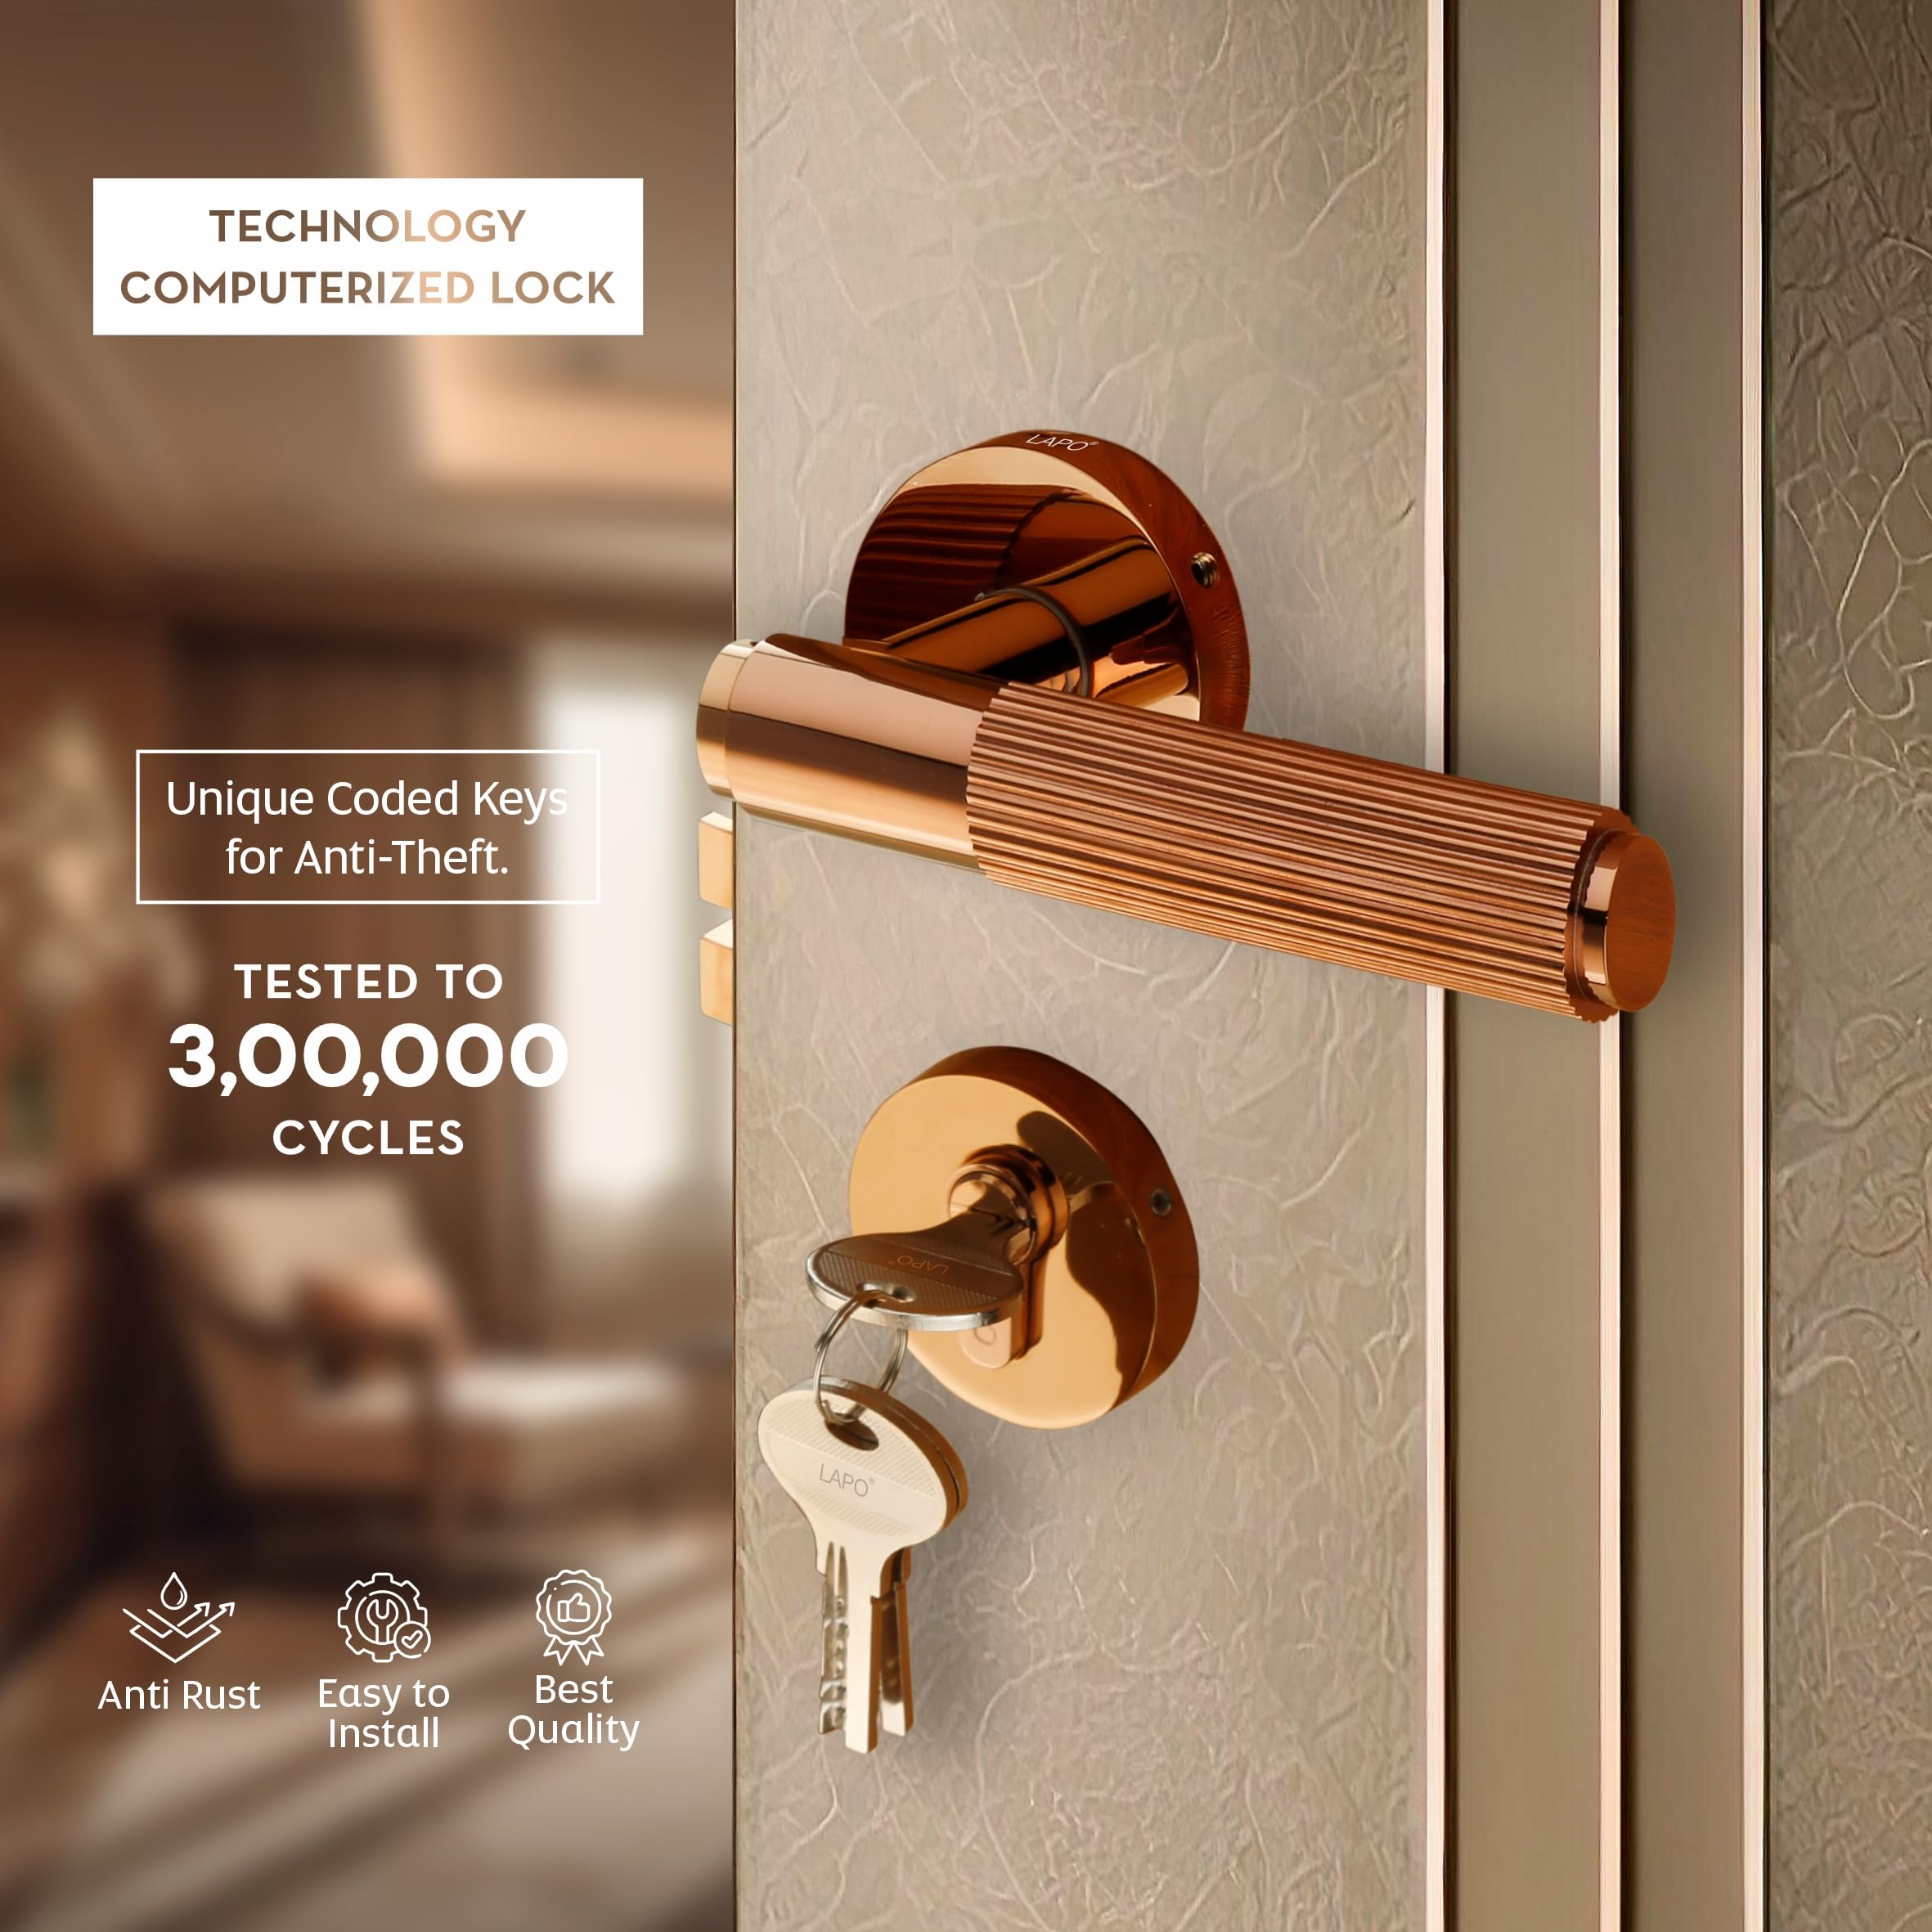 TECHNOLOGY
COMPUTERIZED LOCK
LAPO®
Unique Coded Keys
for Anti-Theft.
TESTED TO
3,00,000
CYCLES
LAPO
LAPO®
Anti Rust
Easy to
Install
Best
Quality